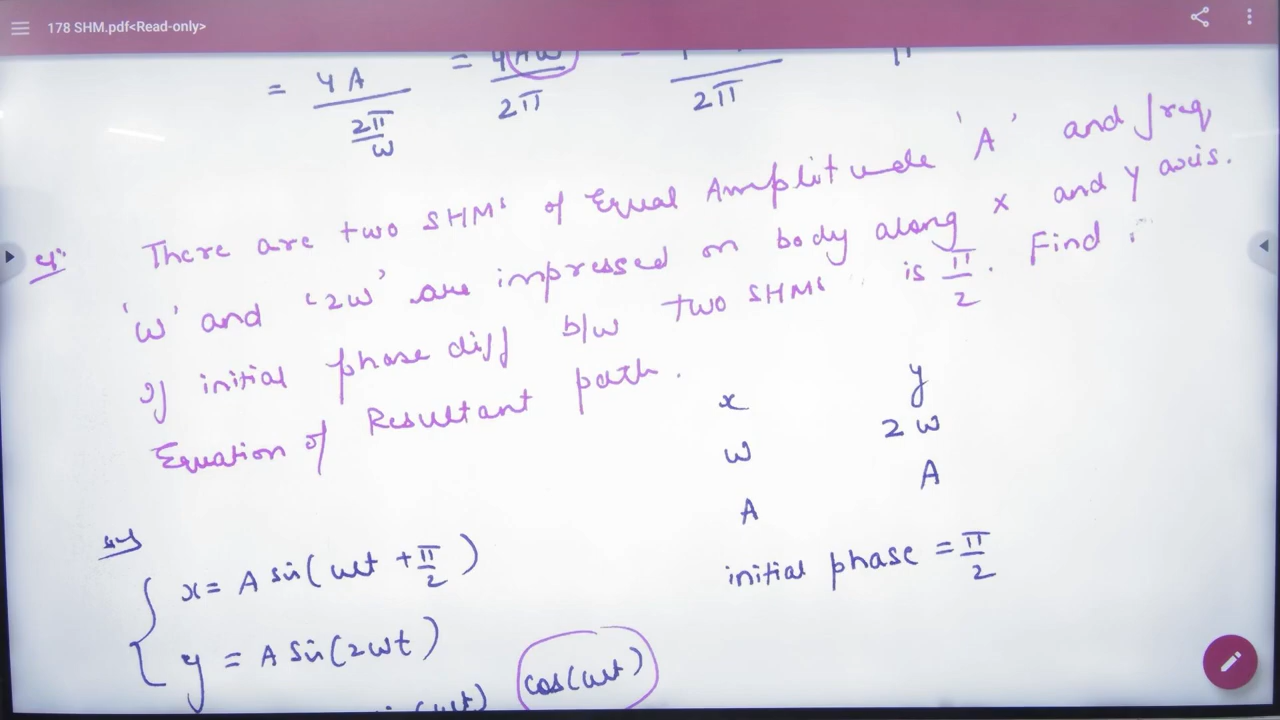 178 SHM.pdf<Read-only>
= 4A / (2π/ω) = 4Aω / 2π = / 2π π
4. There are two SHM's of Equal Amplitude 'A' and freq
'ω' and '2ω' are impressed on body along x and y axis.
If initial phase diff b/w two SHM's is π/2. Find
Equation of Resultant path.
x y
ω 2ω
A A
initial phase = π/2
Sol
x = A sin(ωt + π/2)
y = A sin(2ωt)
cos(ωt)